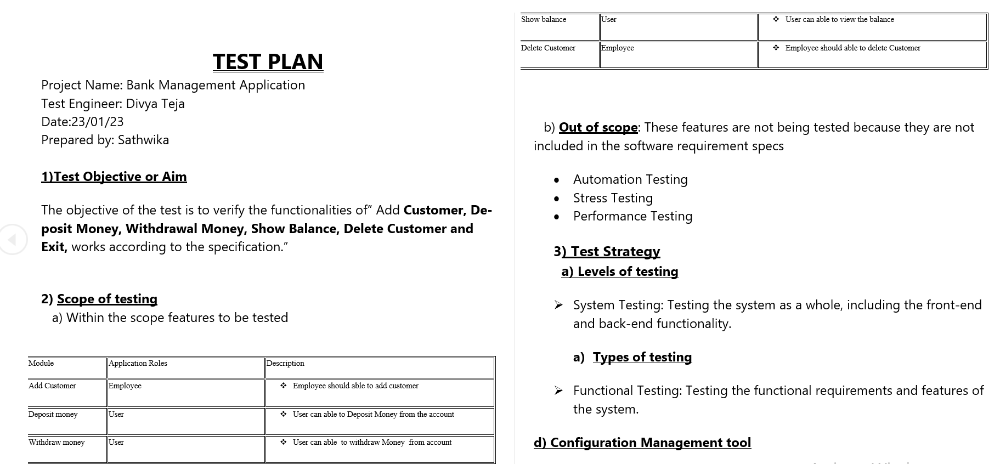 TEST PLAN
Project Name: Bank Management Application
Test Engineer: Divya Teja
Date:23/01/23
Prepared by: Sathwika
1)Test Objective or Aim
The objective of the test is to verify the functionalities of” Add Customer, De-
posit Money, Withdrawal Money, Show Balance, Delete Customer and
Exit, works according to the specification.”
2) Scope of testing
a) Within the scope features to be tested
Module Application Roles Description
Add Customer Employee ❖ Employee should able to add customer
Deposit money User ❖ User can able to Deposit Money from the account
Withdraw money User ❖ User can able to withdraw Money from account
Show balance User ❖ User can able to view the balance
Delete Customer Employee ❖ Employee should able to delete Customer
b) Out of scope: These features are not being tested because they are not
included in the software requirement specs
• Automation Testing
• Stress Testing
• Performance Testing
3) Test Strategy
a) Levels of testing
➢ System Testing: Testing the system as a whole, including the front-end
and back-end functionality.
a) Types of testing
➢ Functional Testing: Testing the functional requirements and features of
the system.
d) Configuration Management tool